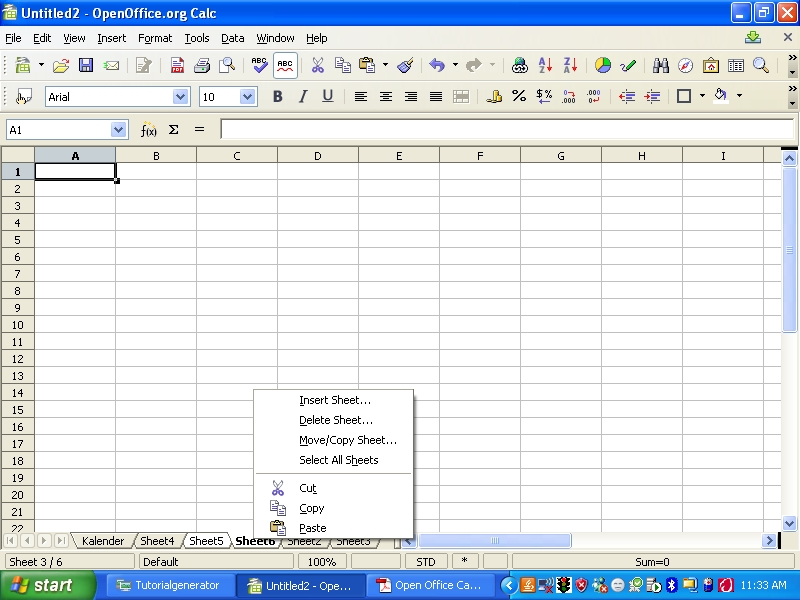 Untitled2 - OpenOffice.org Calc
File Edit View Insert Format Tools Data Window Help
ABC ABC
Arial 10 B I U
A1 f(x) Σ =
A B C D E F G H I
1
2
3
4
5
6
7
8
9
10
11
12
13
14
15
16
17
18
19
20
21
22
Insert Sheet...
Delete Sheet...
Move/Copy Sheet...
Select All Sheets
Cut
Copy
Paste
Kalender Sheet4 Sheet5 Sheet6 Sheet2 Sheet3
Sheet 3 / 6 Default 100% STD * Sum=0
start Tutorialgenerator Untitled2 - Ope... Open Office Ca... 11:33 AM